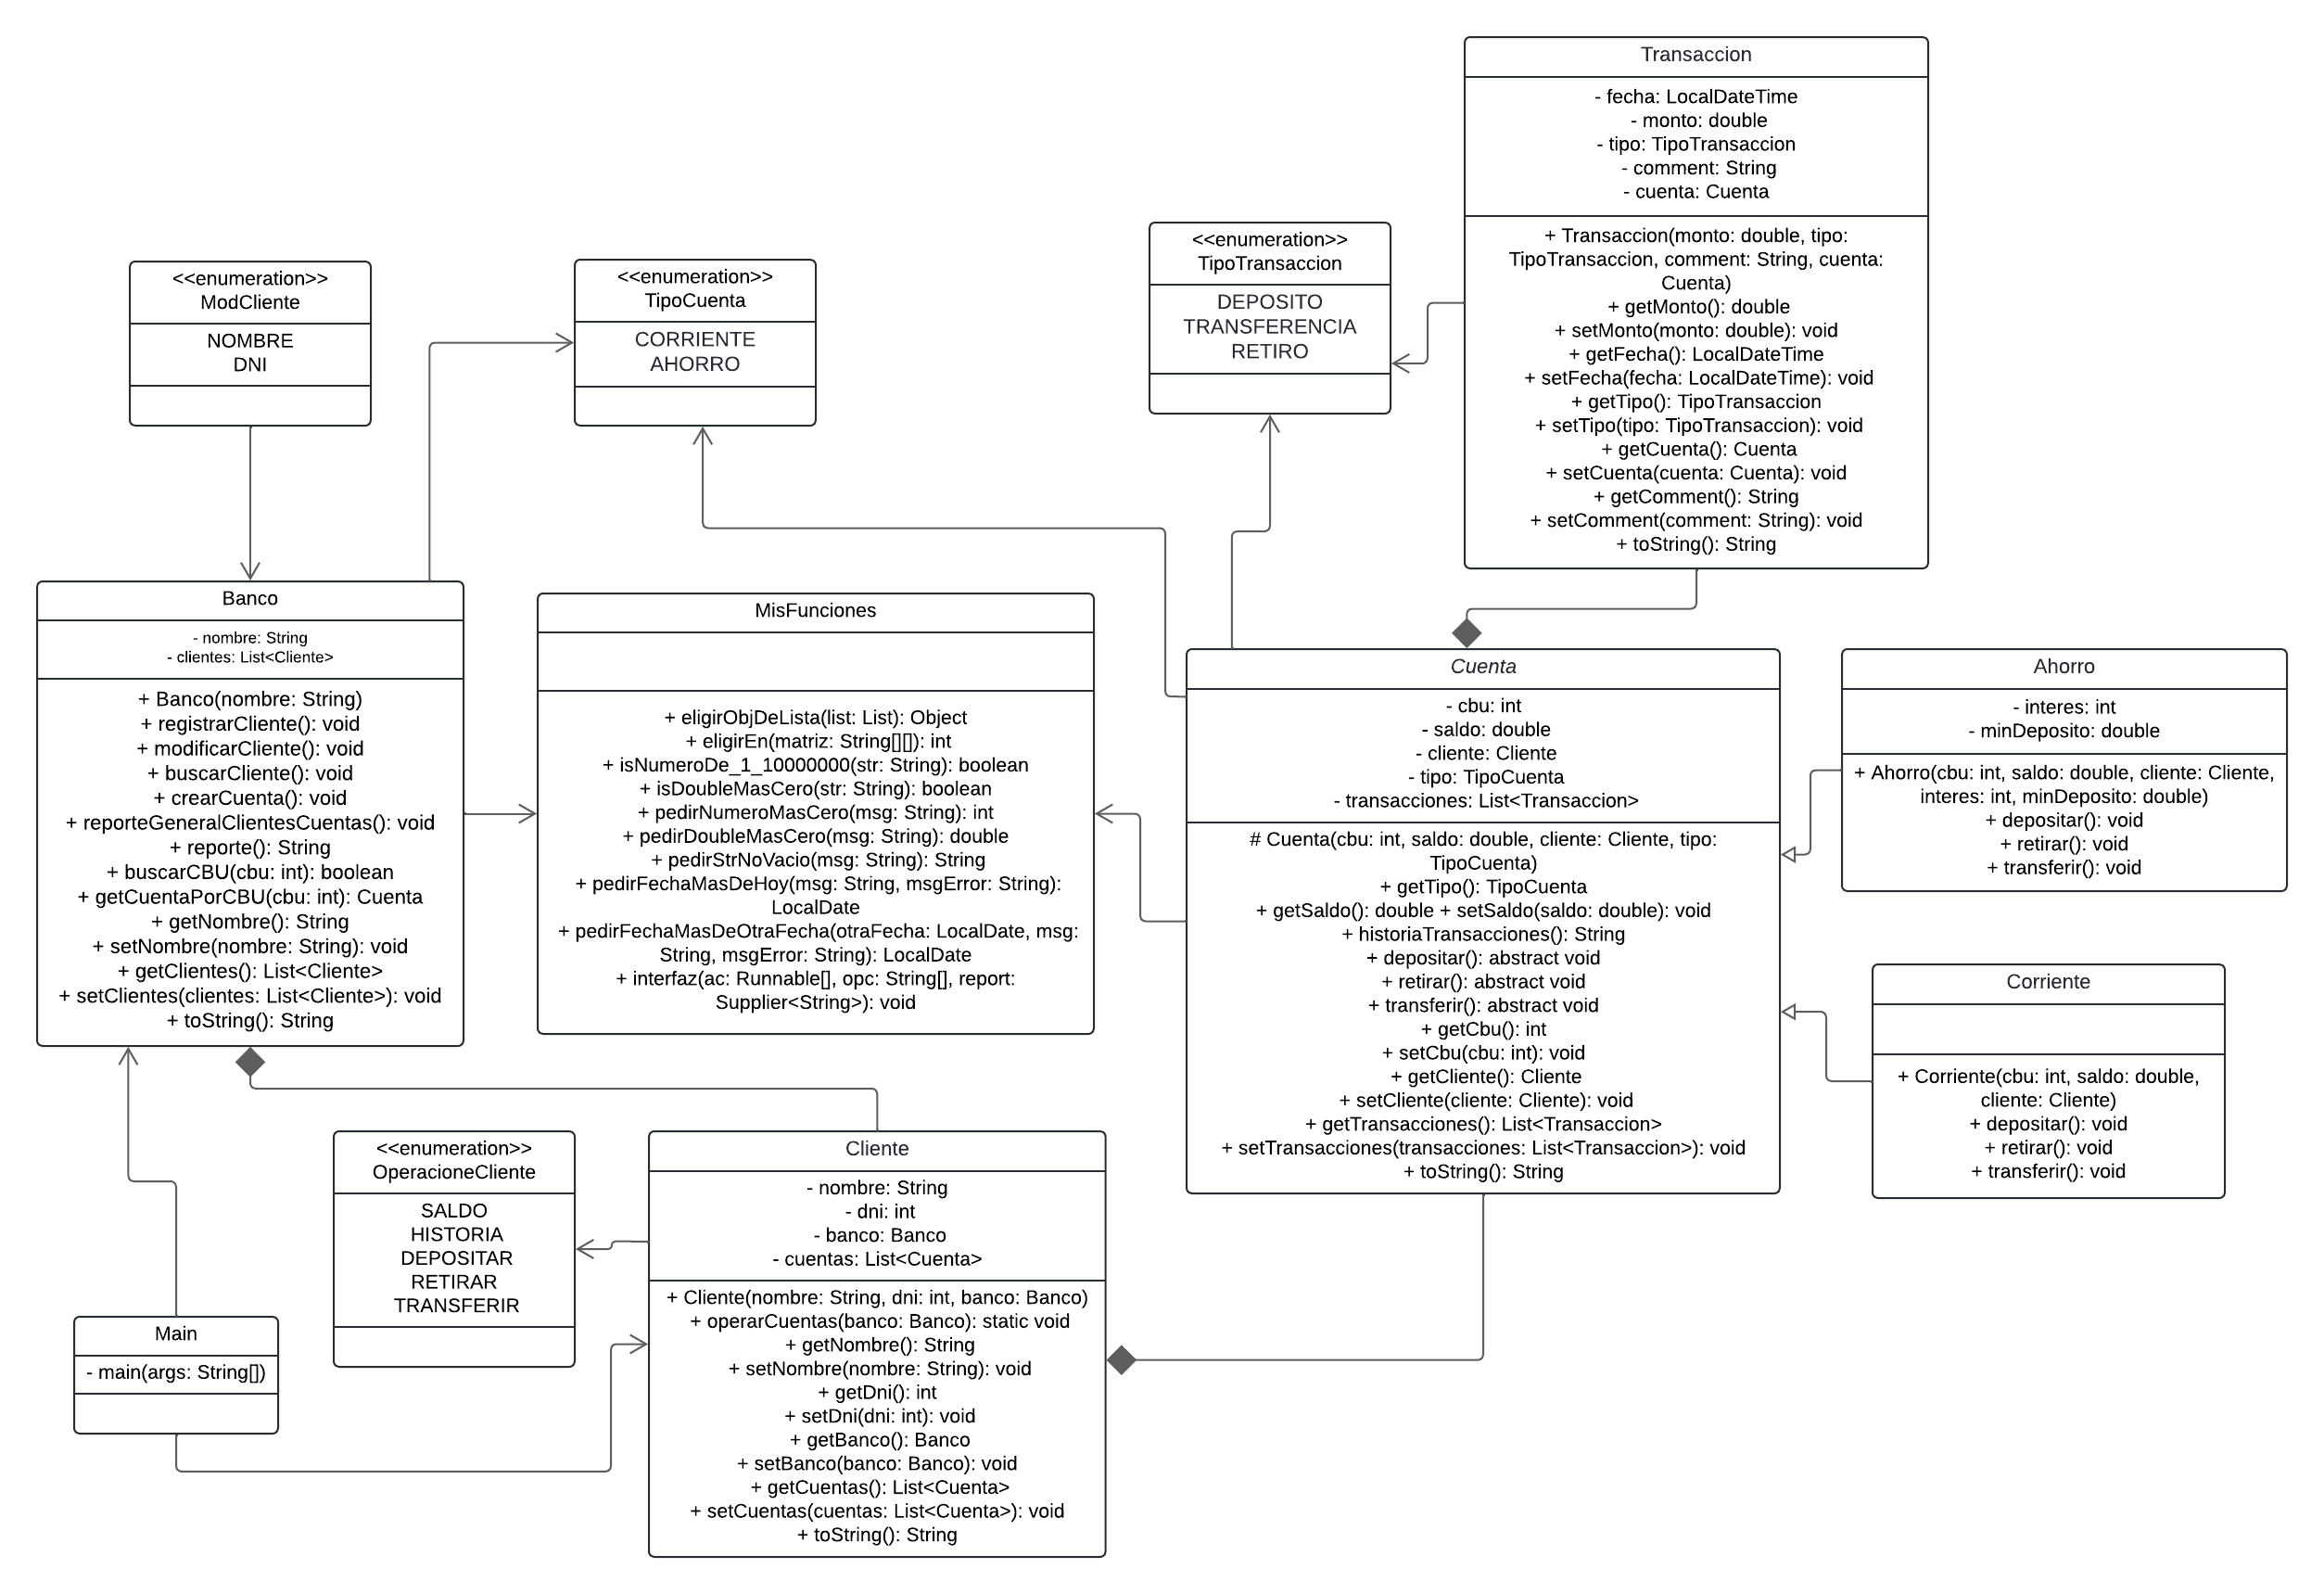 Transaccion
- fecha: LocalDateTime
- monto: double
- tipo: TipoTransaccion
- comment: String
- cuenta: Cuenta
+ Transaccion(monto: double, tipo:
TipoTransaccion, comment: String, cuenta:
Cuenta)
+ getMonto(): double
+ setMonto(monto: double): void
+ getFecha(): LocalDateTime
+ setFecha(fecha: LocalDateTime): void
+ getTipo(): TipoTransaccion
+ setTipo(tipo: TipoTransaccion): void
+ getCuenta(): Cuenta
+ setCuenta(cuenta: Cuenta): void
+ getComment(): String
+ setComment(comment: String): void
+ toString(): String
<<enumeration>>
TipoTransaccion
DEPOSITO
TRANSFERENCIA
RETIRO
<<enumeration>>
ModCliente
NOMBRE
DNI
<<enumeration>>
TipoCuenta
CORRIENTE
AHORRO
Banco
- nombre: String
- clientes: List<Cliente>
+ Banco(nombre: String)
+ registrarCliente(): void
+ modificarCliente(): void
+ buscarCliente(): void
+ crearCuenta(): void
+ reporteGeneralClientesCuentas(): void
+ reporte(): String
+ buscarCBU(cbu: int): boolean
+ getCuentaPorCBU(cbu: int): Cuenta
+ getNombre(): String
+ setNombre(nombre: String): void
+ getClientes(): List<Cliente>
+ setClientes(clientes: List<Cliente>): void
+ toString(): String
MisFunciones
+ eligirObjDeLista(list: List): Object
+ eligirEn(matriz: String[][]): int
+ isNumeroDe_1_10000000(str: String): boolean
+ isDoubleMasCero(str: String): boolean
+ pedirNumeroMasCero(msg: String): int
+ pedirDoubleMasCero(msg: String): double
+ pedirStrNoVacio(msg: String): String
+ pedirFechaMasDeHoy(msg: String, msgError: String):
LocalDate
+ pedirFechaMasDeOtraFecha(otraFecha: LocalDate, msg:
String, msgError: String): LocalDate
+ interfaz(ac: Runnable[], opc: String[], report:
Supplier<String>): void
Cuenta
- cbu: int
- saldo: double
- cliente: Cliente
- tipo: TipoCuenta
- transacciones: List<Transaccion>
# Cuenta(cbu: int, saldo: double, cliente: Cliente, tipo:
TipoCuenta)
+ getTipo(): TipoCuenta
+ getSaldo(): double + setSaldo(saldo: double): void
+ historiaTransacciones(): String
+ depositar(): abstract void
+ retirar(): abstract void
+ transferir(): abstract void
+ getCbu(): int
+ setCbu(cbu: int): void
+ getCliente(): Cliente
+ setCliente(cliente: Cliente): void
+ getTransacciones(): List<Transaccion>
+ setTransacciones(transacciones: List<Transaccion>): void
+ toString(): String
Ahorro
- interes: int
- minDeposito: double
+ Ahorro(cbu: int, saldo: double, cliente: Cliente,
interes: int, minDeposito: double)
+ depositar(): void
+ retirar(): void
+ transferir(): void
Corriente
+ Corriente(cbu: int, saldo: double,
cliente: Cliente)
+ depositar(): void
+ retirar(): void
+ transferir(): void
<<enumeration>>
OperacioneCliente
SALDO
HISTORIA
DEPOSITAR
RETIRAR
TRANSFERIR
Cliente
- nombre: String
- dni: int
- banco: Banco
- cuentas: List<Cuenta>
+ Cliente(nombre: String, dni: int, banco: Banco)
+ operarCuentas(banco: Banco): static void
+ getNombre(): String
+ setNombre(nombre: String): void
+ getDni(): int
+ setDni(dni: int): void
+ getBanco(): Banco
+ setBanco(banco: Banco): void
+ getCuentas(): List<Cuenta>
+ setCuentas(cuentas: List<Cuenta>): void
+ toString(): String
Main
- main(args: String[])